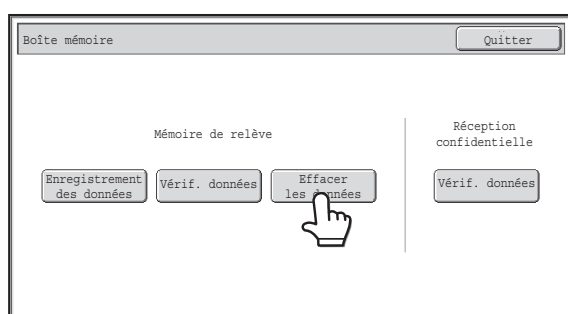 Boîte mémoire
Quitter
Mémoire de relève
Réception
confidentielle
Enregistrement
des données
Vérif. données
Effacer
les données
Vérif. données